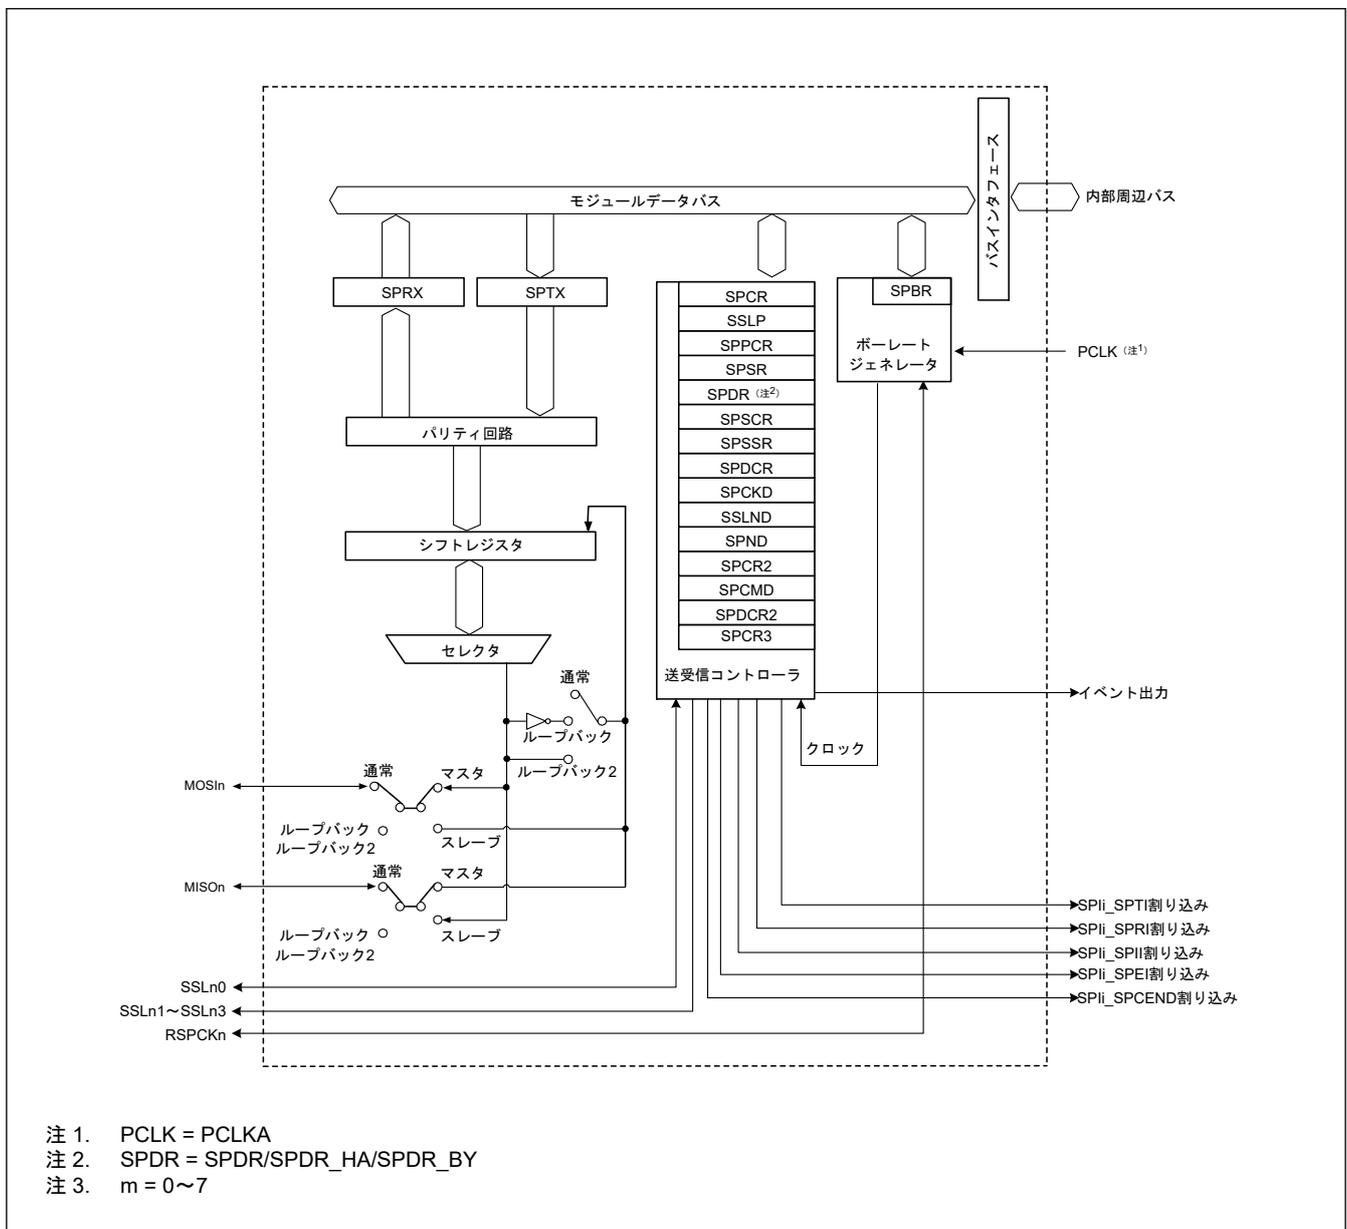 バスインタフェース
モジュールデータバス
内部周辺バス
SPRX
SPTX
SPCR
SSLP
SPPCR
SPSR
SPDR（注2）
SPSCR
SPSSR
SPDCR
SPCKD
SSLND
SPND
SPCR2
SPCMD
SPDCR2
SPCR3
送受信コントローラ
SPBR
ボーレート
ジェネレータ
PCLK（注1）
パリティ回路
シフトレジスタ
セレクタ
通常
ループバック
ループバック2
イベント出力
クロック
MOSIn
通常
マスタ
ループバック
ループバック2
スレーブ
MISOn
通常
マスタ
ループバック
ループバック2
スレーブ
SPIi_SPTI割り込み
SPIi_SPRI割り込み
SPIi_SPII割り込み
SPIi_SPEI割り込み
SPIi_SPCEND割り込み
SSLn0
SSLn1～SSLn3
RSPCKn
注 1. PCLK = PCLKA
注 2. SPDR = SPDR/SPDR_HA/SPDR_BY
注 3. m = 0～7